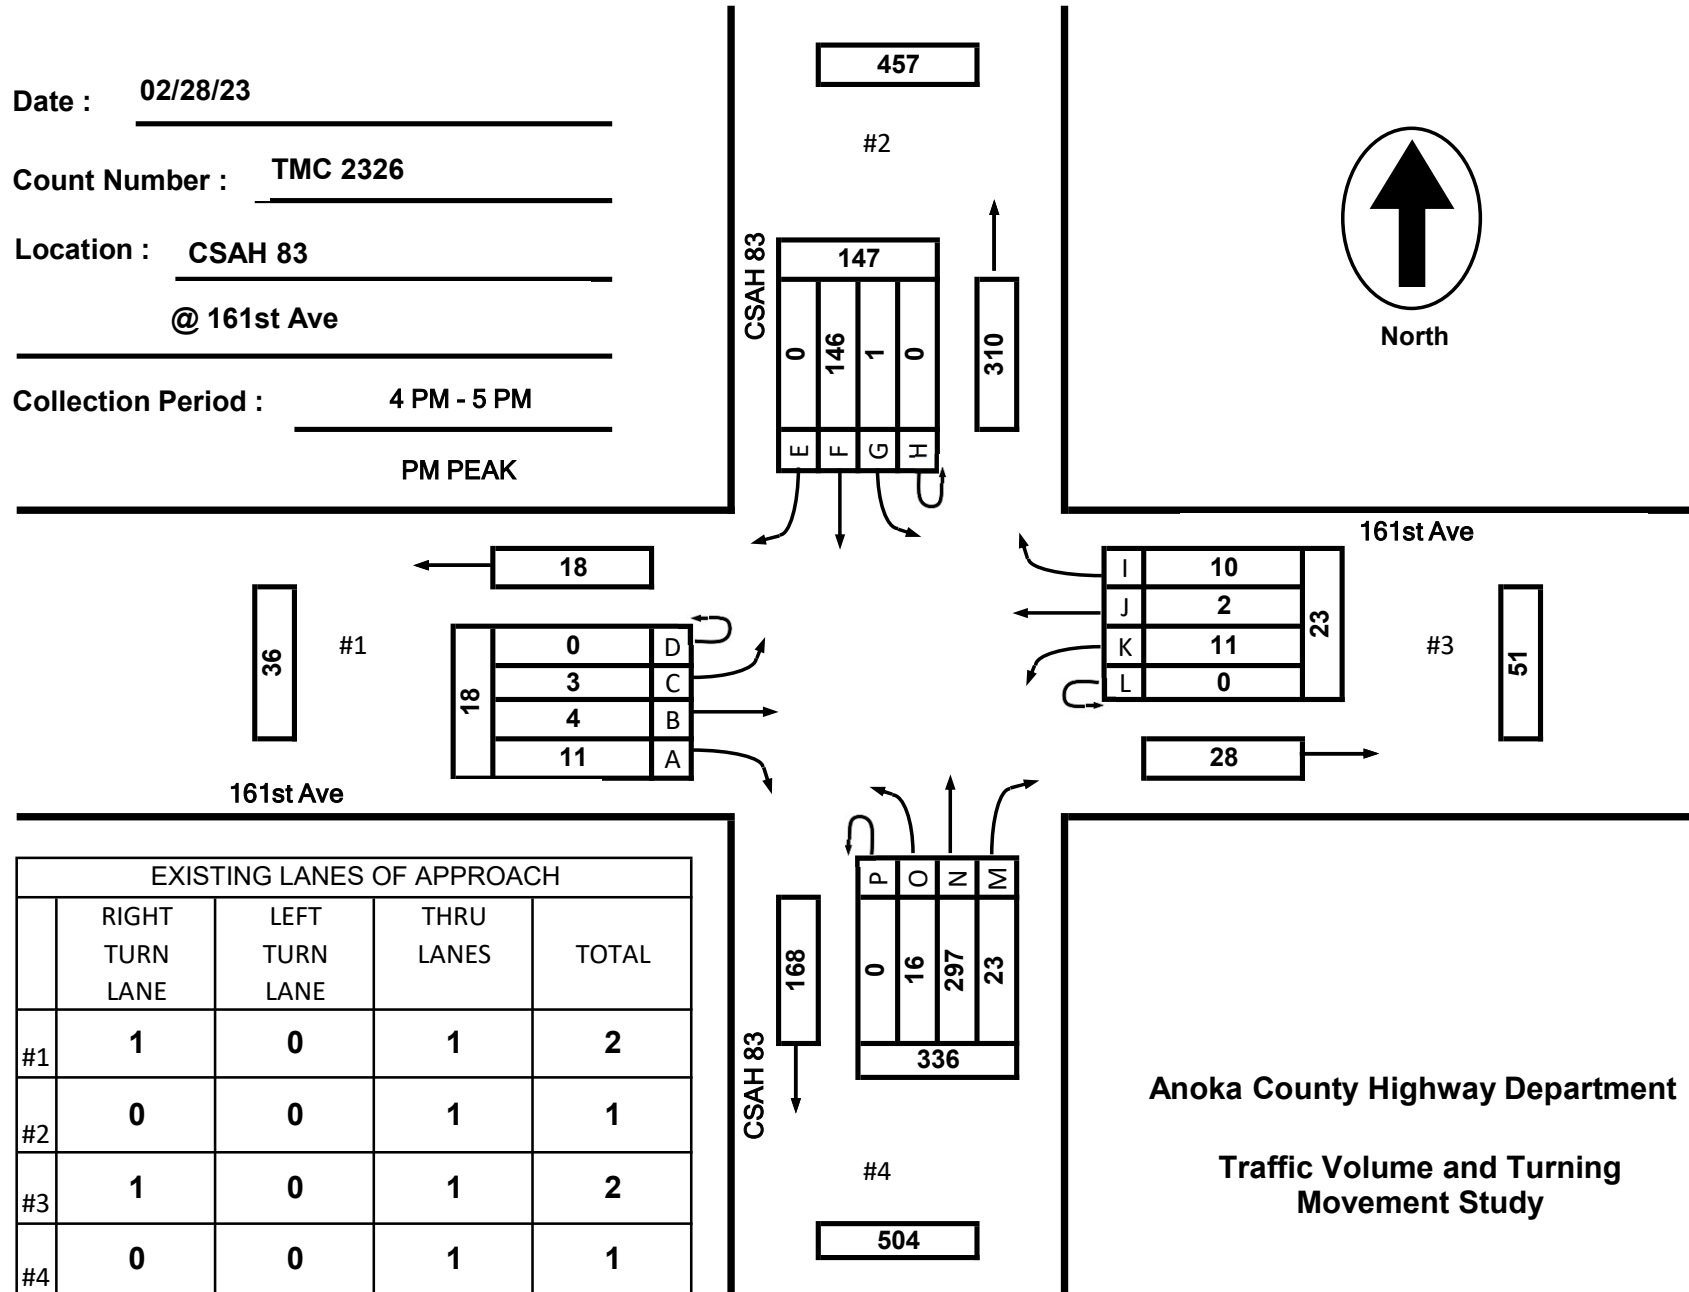 Date : 02/28/23
Count Number : TMC 2326
Location : CSAH 83
@ 161st Ave
Collection Period : 4 PM - 5 PM
PM PEAK
457
#2
CSAH 83
147
0 146 1 0
E F G H
310
North
161st Ave
18
36
#1
18
0 D
3 C
4 B
11 A
161st Ave
I 10
J 2
K 11
L 0
23
#3
51
28
P O N M
0 16 297 23
336
168
CSAH 83
#4
504
EXISTING LANES OF APPROACH
RIGHT TURN LANE LEFT TURN LANE THRU LANES TOTAL
#1 1 0 1 2
#2 0 0 1 1
#3 1 0 1 2
#4 0 0 1 1
Anoka County Highway Department
Traffic Volume and Turning
Movement Study